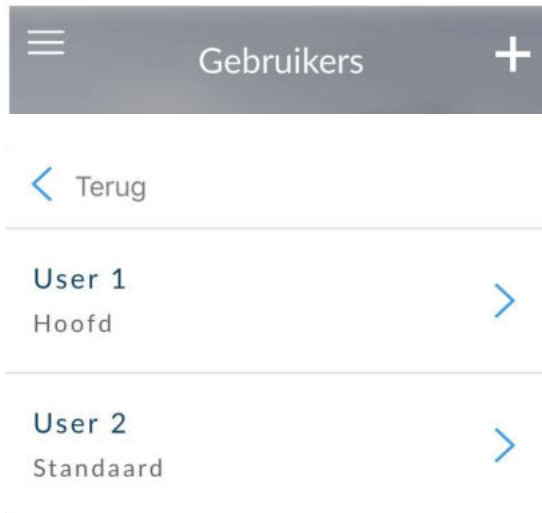 Gebruikers
Terug
User 1
Hoofd
User 2
Standaard